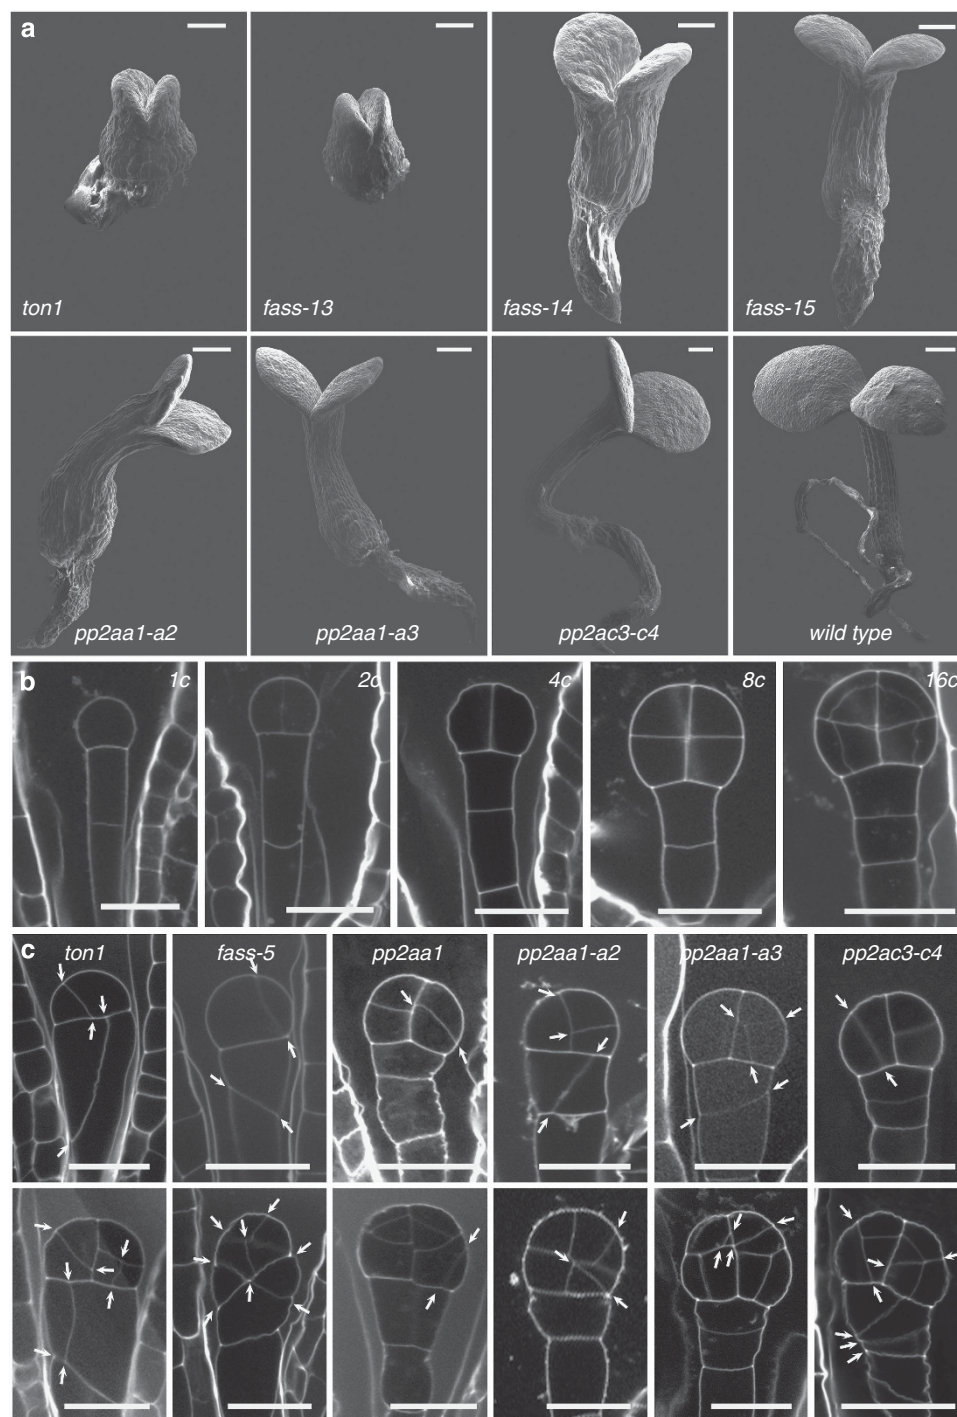 a
ton1
fass-13
fass-14
fass-15
pp2aa1-a2
pp2aa1-a3
pp2ac3-c4
wild type
b
1c
2c
4c
8c
16c
c
ton1
fass-5
pp2aa1
pp2aa1-a2
pp2aa1-a3
pp2ac3-c4